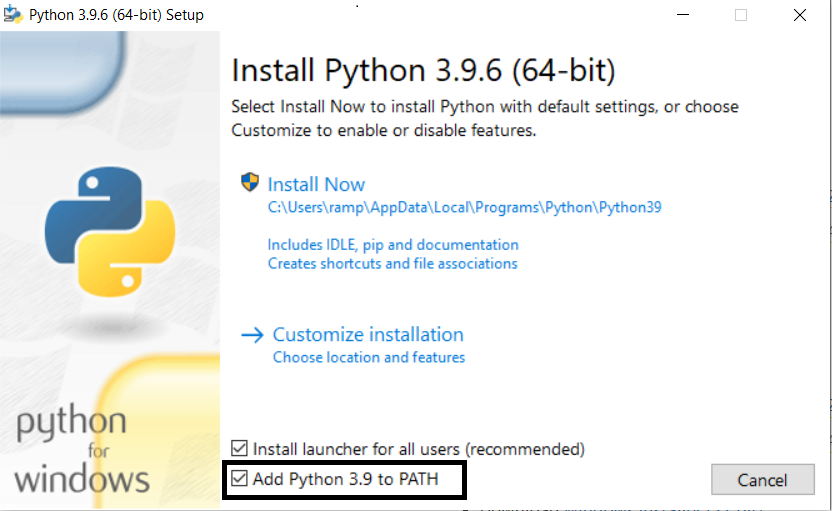 Python 3.9.6 (64-bit) Setup
Install Python 3.9.6 (64-bit)
Select Install Now to install Python with default settings, or choose
Customize to enable or disable features.
Install Now
C:\Users\ramp\AppData\Local\Programs\Python\Python39
Includes IDLE, pip and documentation
Creates shortcuts and file associations
Customize installation
Choose location and features
python
for
windows
Install launcher for all users (recommended)
Add Python 3.9 to PATH
Cancel